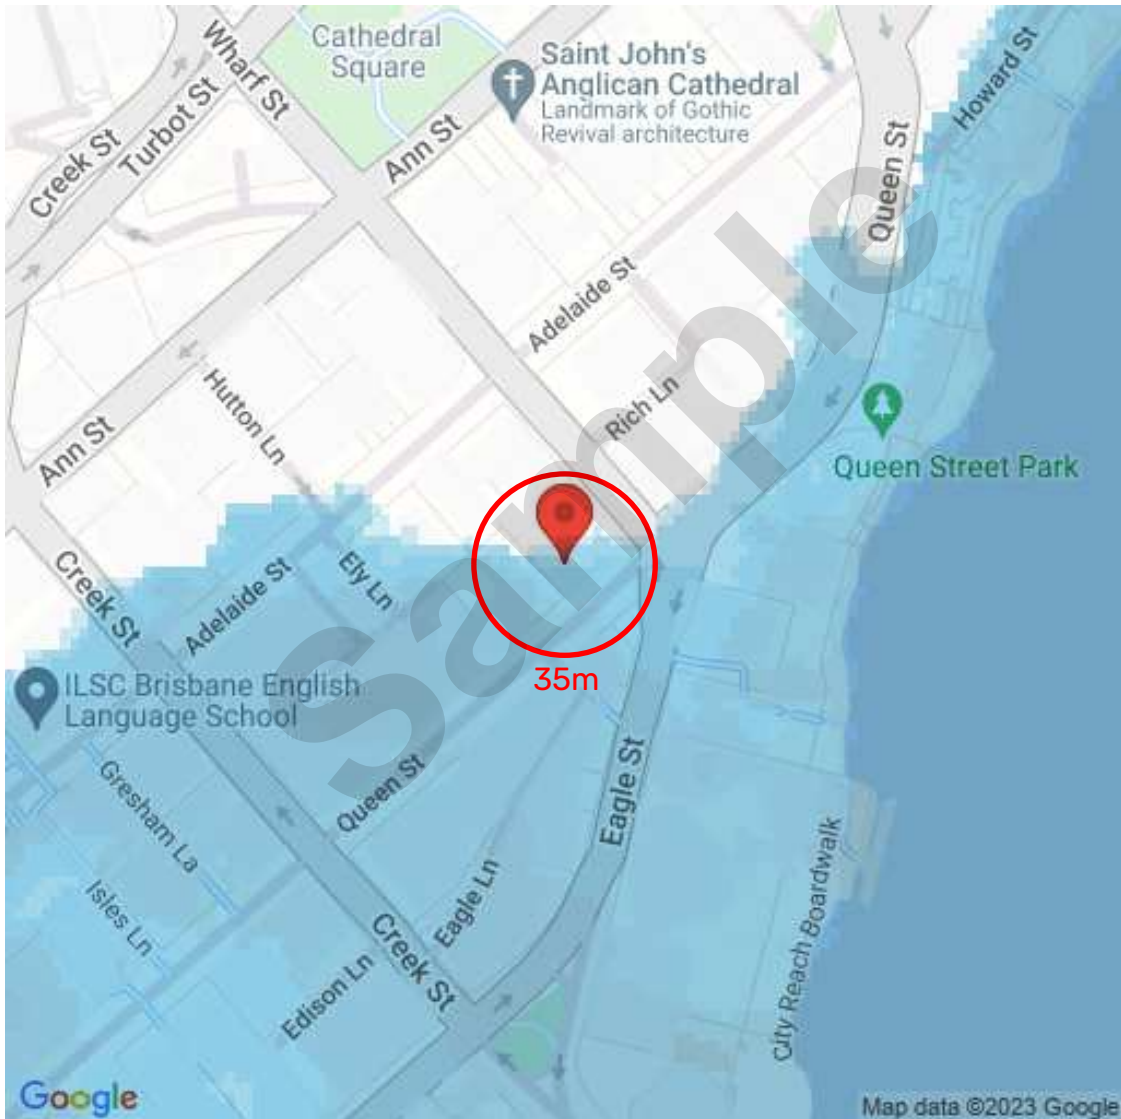 Cathedral
Square
Saint John's
Anglican Cathedral
Landmark of Gothic
Revival architecture
Wharf St
Turbot St
Creek St
Ann St
Howard St
Queen St
Adelaide St
Rich Ln
Hutton Ln
Ann St
Queen Street Park
Sample
Creek St
Adelaide St
Ely Ln
35m
ILSC Brisbane English
Language School
Gresham La
Isles Ln
Queen St
Eagle St
Eagle Ln
Edison Ln
Creek St
City Reach Boardwalk
Google
Map data ©2023 Google